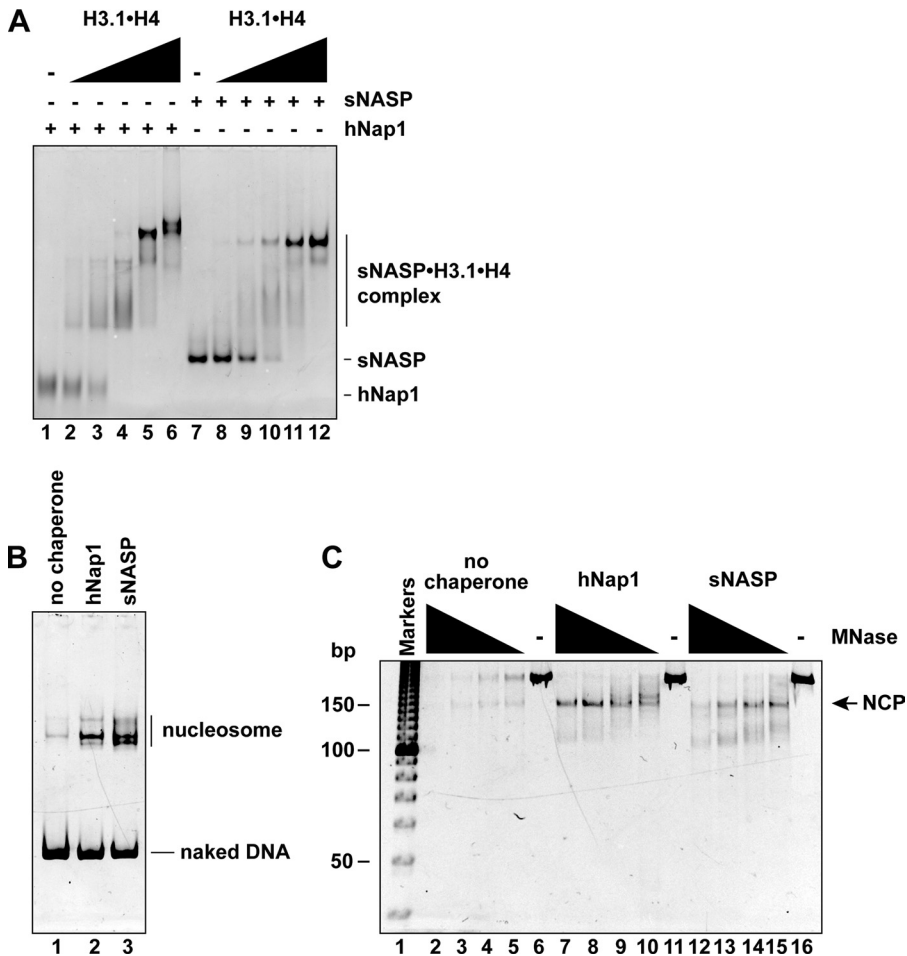 A
H3.1•H4 H3.1•H4
- -
- - - - - - + + + + + + sNASP
+ + + + + + - - - - - - hNap1
sNASP•H3.1•H4
complex
sNASP
hNap1
1 2 3 4 5 6 7 8 9 10 11 12
B
no chaperone
hNap1
sNASP
nucleosome
naked DNA
1 2 3
C
Markers
no
chaperone
hNap1 sNASP
- - - MNase
bp
150
NCP
100
50
1 2 3 4 5 6 7 8 9 10 11 12 13 14 15 16